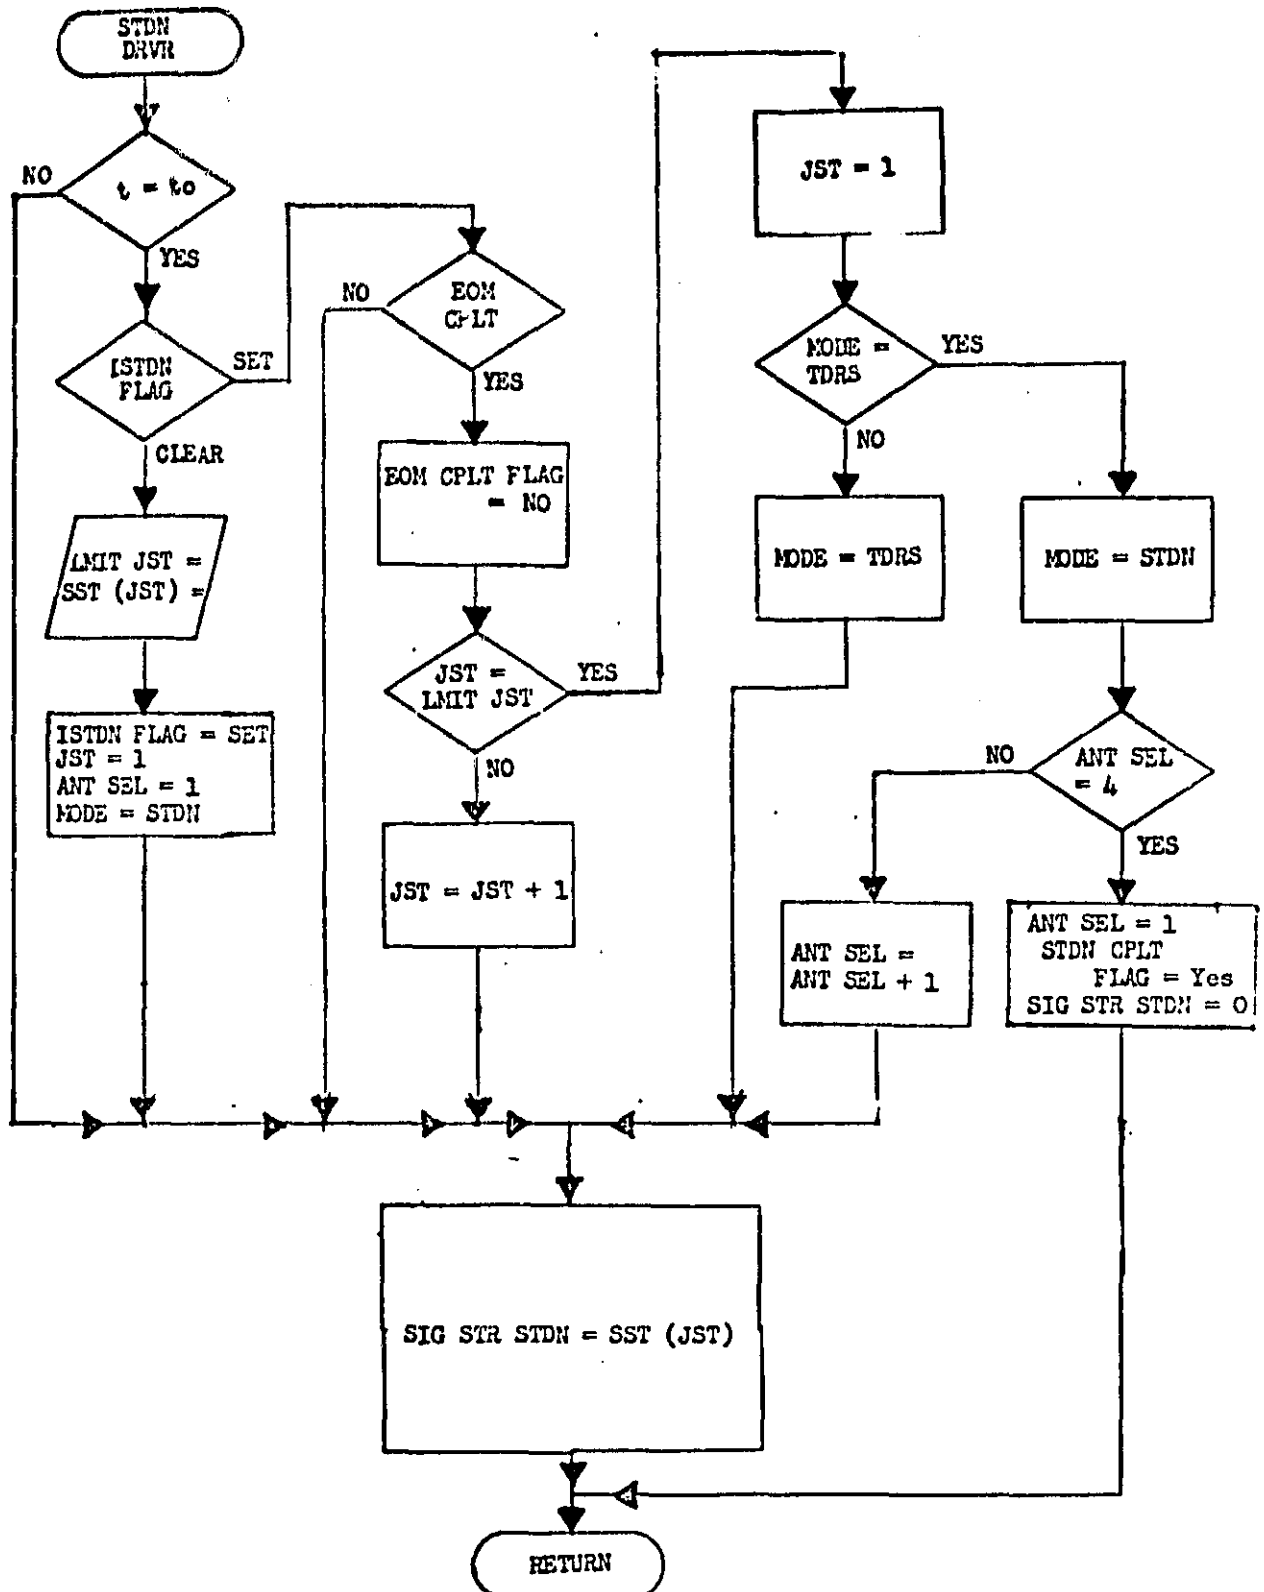 STDN
DRVR
t = to
NO
YES
ISTDN
FLAG
SET
CLEAR
LMIT JST =
SST (JST) =
ISTDN FLAG = SET
JST = 1
ANT SEL = 1
MODE = STDN
EOM
CPLT
NO
YES
EOM CPLT FLAG
= NO
JST =
LMIT JST
YES
NO
JST = JST + 1
JST = 1
MODE =
TDRS
YES
NO
MODE = TDRS
MODE = STDN
ANT SEL
= 4
NO
YES
ANT SEL =
ANT SEL + 1
ANT SEL = 1
STDN CPLT
FLAG = Yes
SIG STR STDN = 0
SIG STR STDN = SST (JST)
RETURN